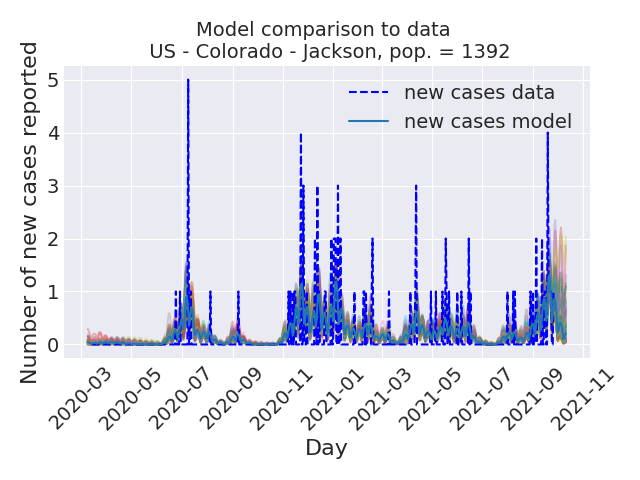 Model comparison to data
US - Colorado - Jackson, pop. = 1392
Number of new cases reported
5
4
3
2
1
0
new cases data
new cases model
2020-03
2020-05
2020-07
2020-09
2020-11
2021-01
2021-03
2021-05
2021-07
2021-09
2021-11
Day